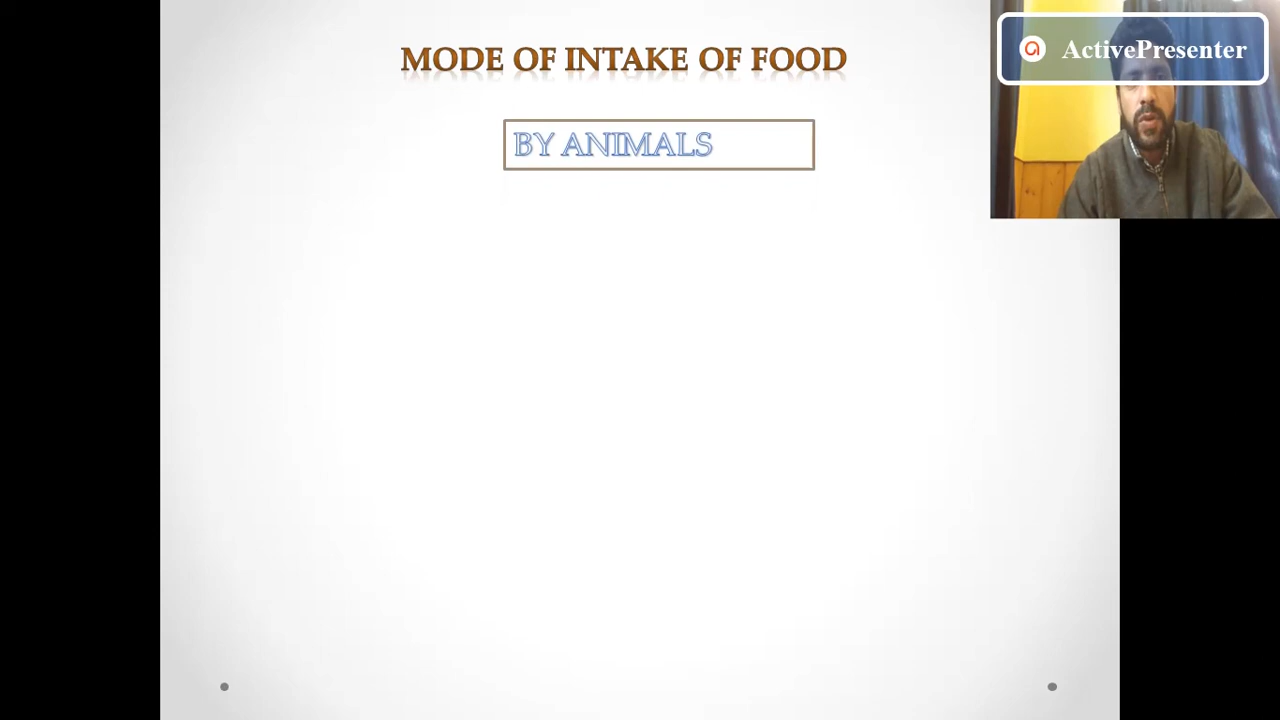 MODE OF INTAKE OF FOOD
ActivePresenter
BY ANIMALS